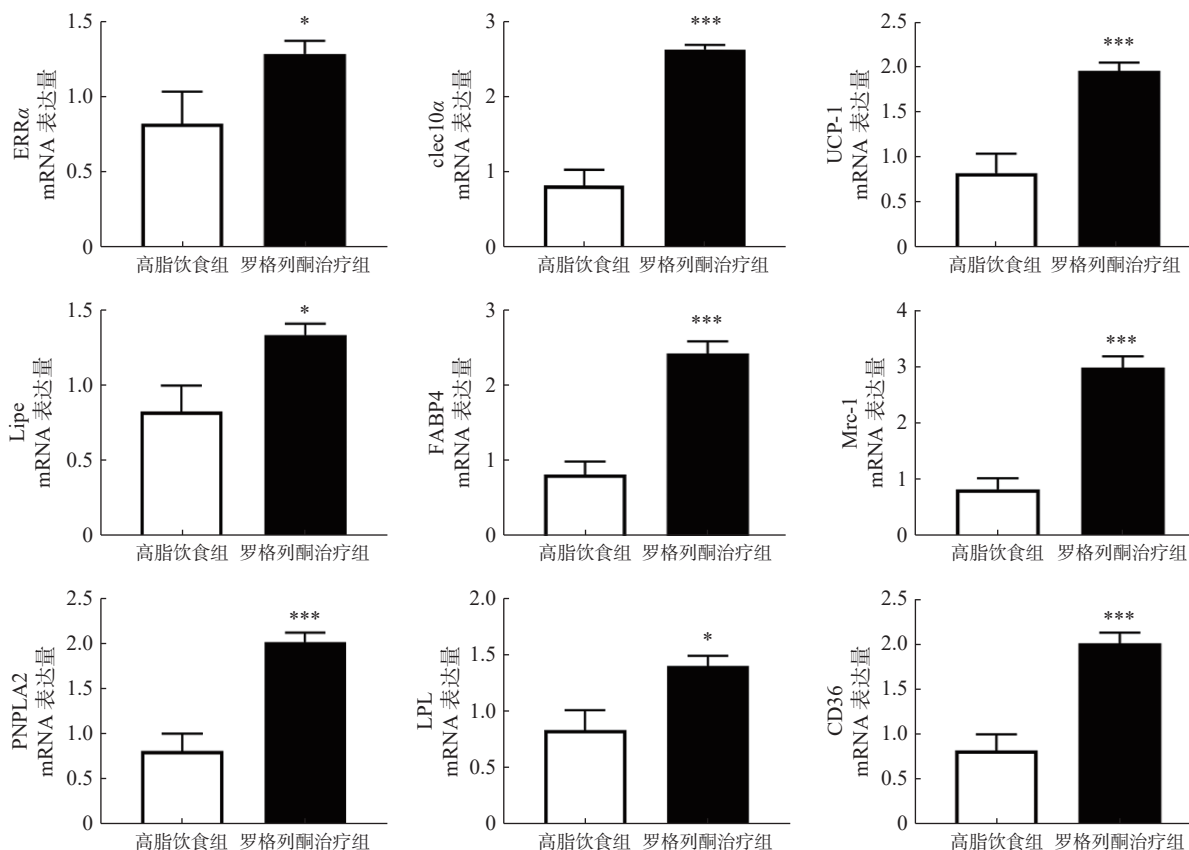 ERRα
mRNA 表达量
1.5
1.0
0.5
0
*
高脂饮食组 罗格列酮治疗组
clec10α
mRNA 表达量
3
2
1
0
***
高脂饮食组 罗格列酮治疗组
UCP-1
mRNA 表达量
2.5
2.0
1.5
1.0
0.5
0
***
高脂饮食组 罗格列酮治疗组
Lipe
mRNA 表达量
1.5
1.0
0.5
0
*
高脂饮食组 罗格列酮治疗组
FABP4
mRNA 表达量
3
2
1
0
***
高脂饮食组 罗格列酮治疗组
Mrc-1
mRNA 表达量
4
3
2
1
0
***
高脂饮食组 罗格列酮治疗组
PNPLA2
mRNA 表达量
2.5
2.0
1.5
1.0
0.5
0
***
高脂饮食组 罗格列酮治疗组
LPL
mRNA 表达量
2.0
1.5
1.0
0.5
0
*
高脂饮食组 罗格列酮治疗组
CD36
mRNA 表达量
2.5
2.0
1.5
1.0
0.5
0
***
高脂饮食组 罗格列酮治疗组